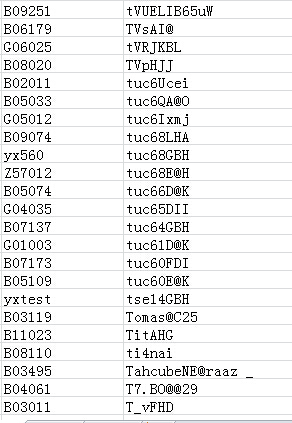 B09251 tVUELIB65uW
B06179 TVsAI@
G06025 tVRJKBL
B08020 TVpHJJ
B02011 tuc6Ucei
B05033 tuc6QA@O
G05012 tuc6Ixmj
B09074 tuc68LHA
yx560 tuc68GBH
Z57012 tuc68E@H
B05074 tuc66D@K
G04035 tuc65DII
B07137 tuc64GBH
G01003 tuc61D@K
B07173 tuc60FDI
B05109 tuc60E@K
yxtest tsel4GBH
B03119 Tomas@C25
B11023 TitAHG
B08110 ti4nai
B03495 TahcubeNE@raaz _
B04061 T7.BO@@29
B03011 T_vFHD